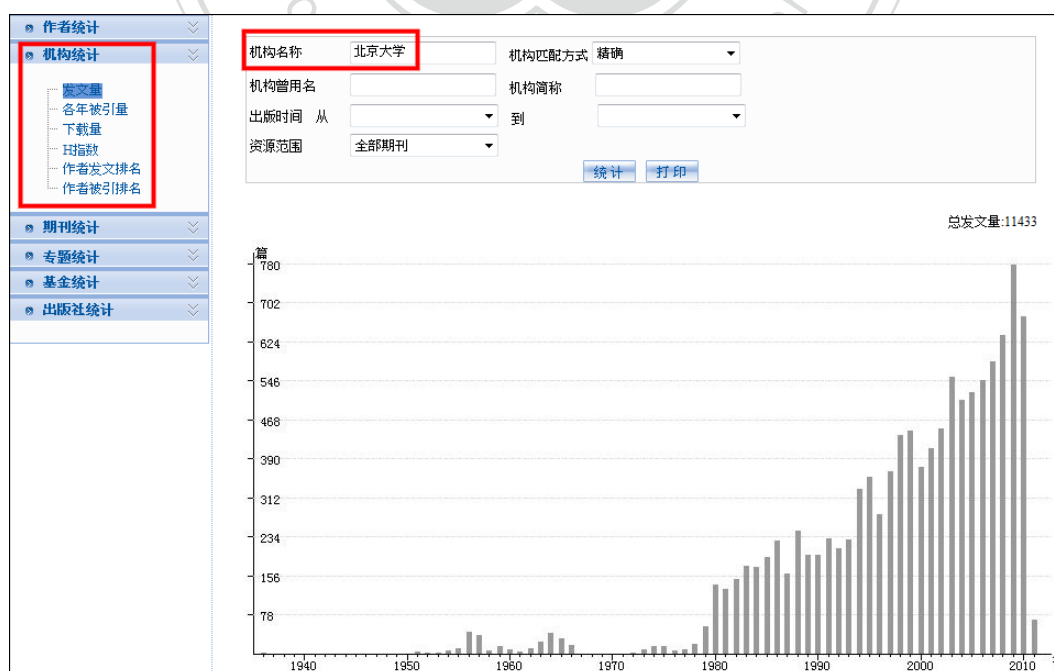 作者统计
机构统计
发文量
各年被引量
下载量
H指数
作者发文排名
作者被引排名
期刊统计
专题统计
基金统计
出版社统计
机构名称 北京大学 机构匹配方式 精确
机构曾用名 机构简称
出版时间 从 到
资源范围 全部期刊
统计 打印
总发文量:11433
篇
780
702
624
546
468
390
312
234
156
78
1940 1950 1960 1970 1980 1990 2000 2010